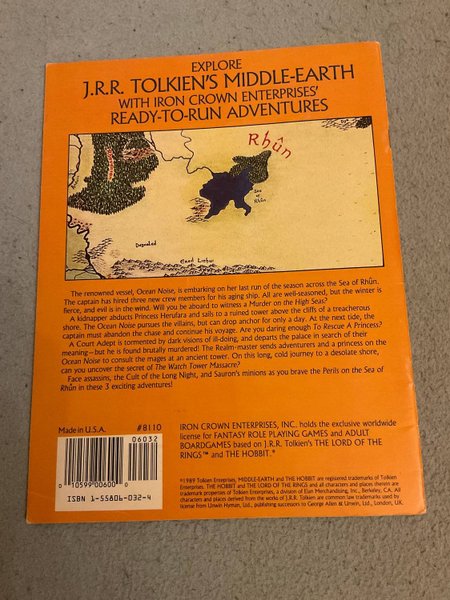 EXPLORE
J.R.R. TOLKIEN'S MIDDLE-EARTH
WITH IRON CROWN ENTERPRISES'
READY-TO-RUN ADVENTURES
Rhûn
Sea of Rhûn
Desolated
The renowned vessel, Ocean Noise, is embarking on her last run of the season across the Sea of Rhûn.
The captain has hired three new crew members for his aging ship. All are well-seasoned, but the winter is
fierce, and evil is in the wind. Will you be aboard to witness a Murder on the High Seas?
A kidnapper abducts Princess Herufara and sails to a ruined tower above the cliffs of a treacherous
shore. The Ocean Noise pursues the villains, but can drop anchor for only a day. At the next tide, the
captain must abandon the chase and continue his voyage. Are you daring enough To Rescue A Princess?
A Court Adept is tormented by dark visions of ill-doing, and departs the palace in search of their
meaning—but he is found brutally murdered! The Realm-master sends adventurers and a princess on the
Ocean Noise to consult the mages at an ancient tower. On this long, cold journey to a desolate shore,
can you uncover the secret of The Watch Tower Massacre?
Face assassins, the Cult of the Long Night, and Sauron's minions as you brave the Perils on the Sea of
Rhûn in these 3 exciting adventures!
Made in U.S.A. #8110
06032
0 10599 00600 0
ISBN 1-55806-032-4
IRON CROWN ENTERPRISES, INC. holds the exclusive worldwide
license for FANTASY ROLE PLAYING GAMES and ADULT
BOARDGAMES based on J.R.R. Tolkien's THE LORD OF THE
RINGS™ and THE HOBBIT.®
©1989 Tolkien Enterprises. MIDDLE-EARTH and THE HOBBIT are registered trademarks of Tolkien
Enterprises. THE HOBBIT and THE LORD OF THE RINGS and all characters and places therein are
trademark properties of Tolkien Enterprises, a division of Elan Merchandising, Inc., Berkeley, CA. All
characters and places derived from the works of J.R.R. Tolkien are common law trademarks used by
license from Unwin Hyman, Ltd., publishing successors to George Allen & Unwin, Ltd., London, UK.